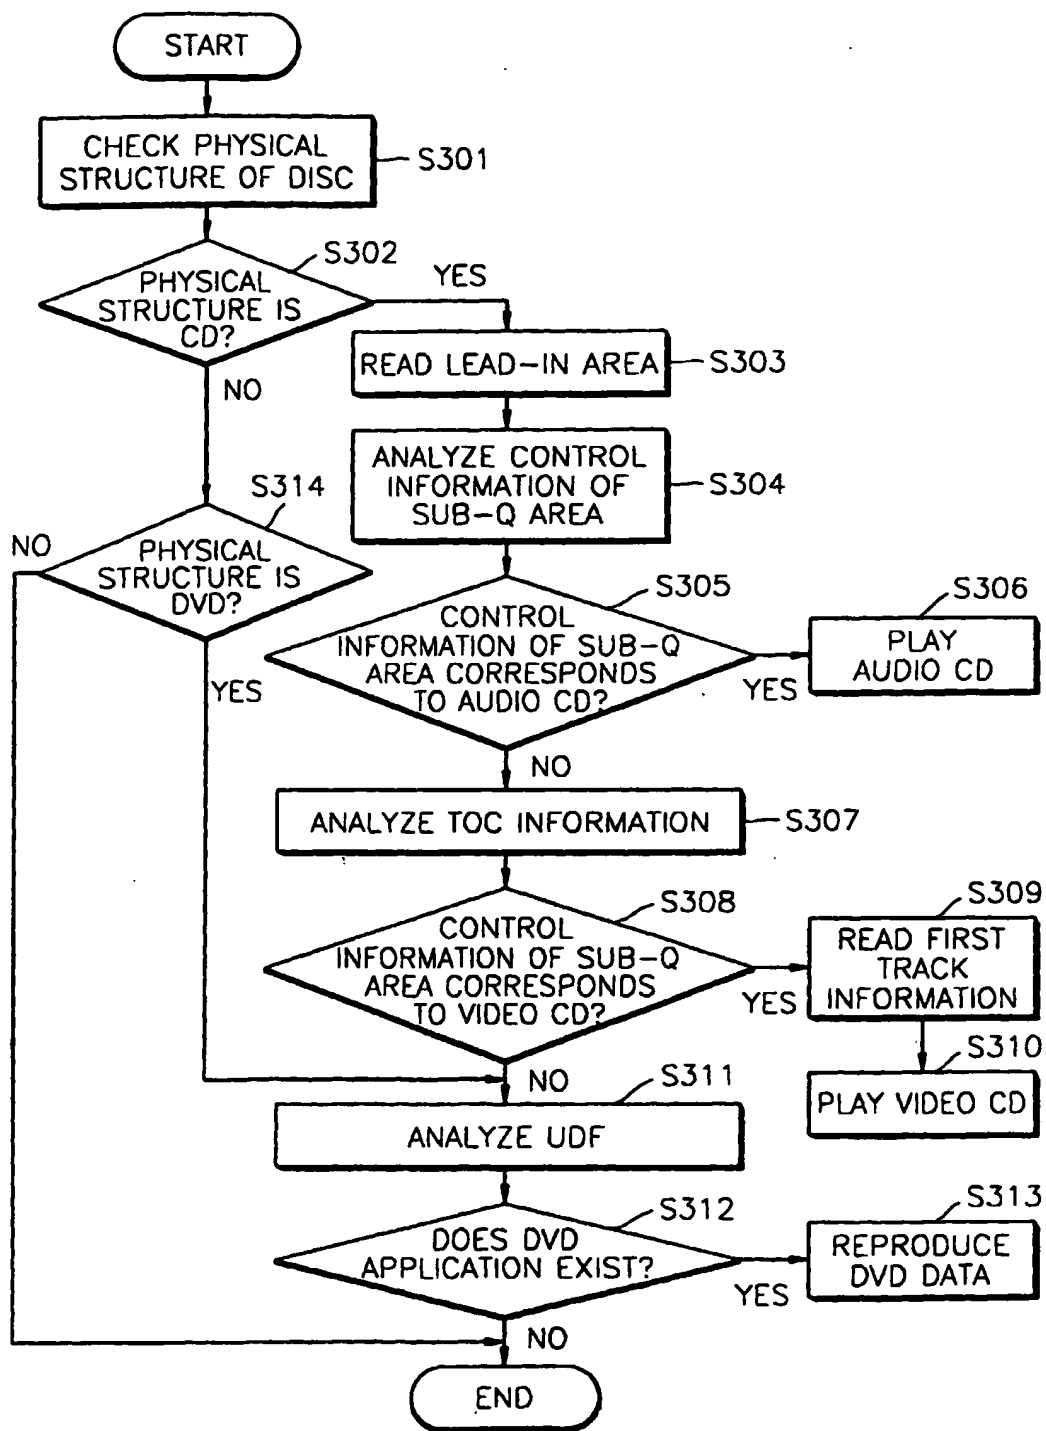 START
CHECK PHYSICAL
STRUCTURE OF DISC
S301
S302
PHYSICAL
STRUCTURE IS
CD?
YES
NO
READ LEAD-IN AREA
S303
ANALYZE CONTROL
INFORMATION OF
SUB-Q AREA
S304
S314
NO
PHYSICAL
STRUCTURE IS
DVD?
YES
S305
CONTROL
INFORMATION OF SUB-Q
AREA CORRESPONDS
TO AUDIO CD?
YES
NO
S306
PLAY
AUDIO CD
ANALYZE TOC INFORMATION
S307
S308
CONTROL
INFORMATION OF SUB-Q
AREA CORRESPONDS
TO VIDEO CD?
YES
NO
S309
READ FIRST
TRACK
INFORMATION
S310
PLAY VIDEO CD
S311
ANALYZE UDF
S312
DOES DVD
APPLICATION EXIST?
YES
NO
S313
REPRODUCE
DVD DATA
END